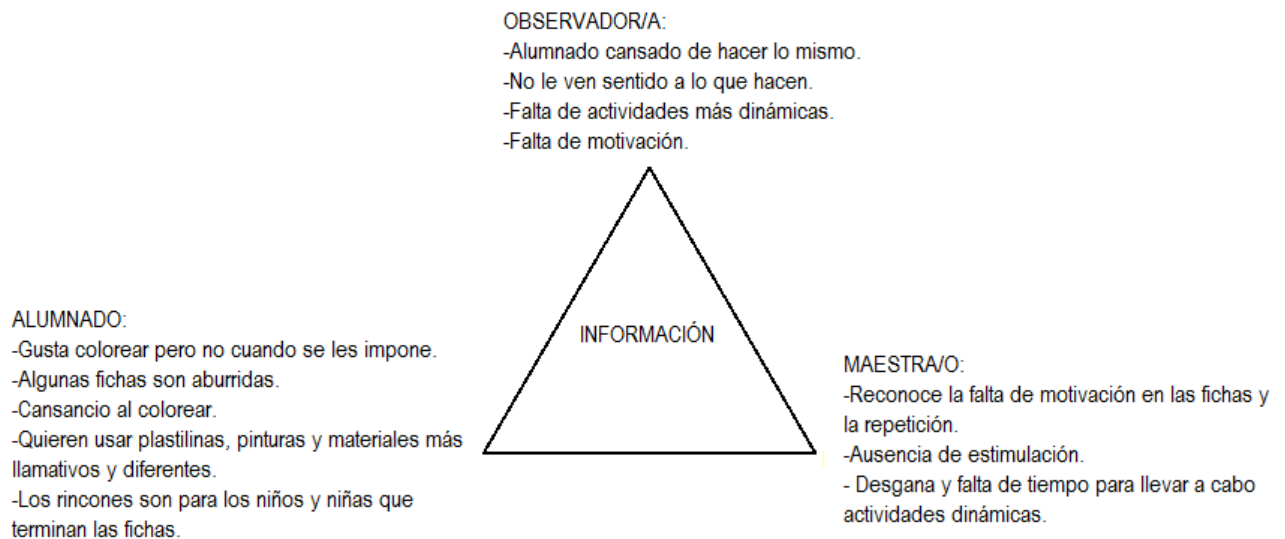 OBSERVADOR/A:
-Alumnado cansado de hacer lo mismo.
-No le ven sentido a lo que hacen.
-Falta de actividades más dinámicas.
-Falta de motivación.
INFORMACIÓN
ALUMNADO:
-Gusta colorear pero no cuando se les impone.
-Algunas fichas son aburridas.
-Cansancio al colorear.
-Quieren usar plastilinas, pinturas y materiales más
llamativos y diferentes.
-Los rincones son para los niños y niñas que
terminan las fichas.
MAESTRA/O:
-Reconoce la falta de motivación en las fichas y
la repetición.
-Ausencia de estimulación.
- Desgana y falta de tiempo para llevar a cabo
actividades dinámicas.